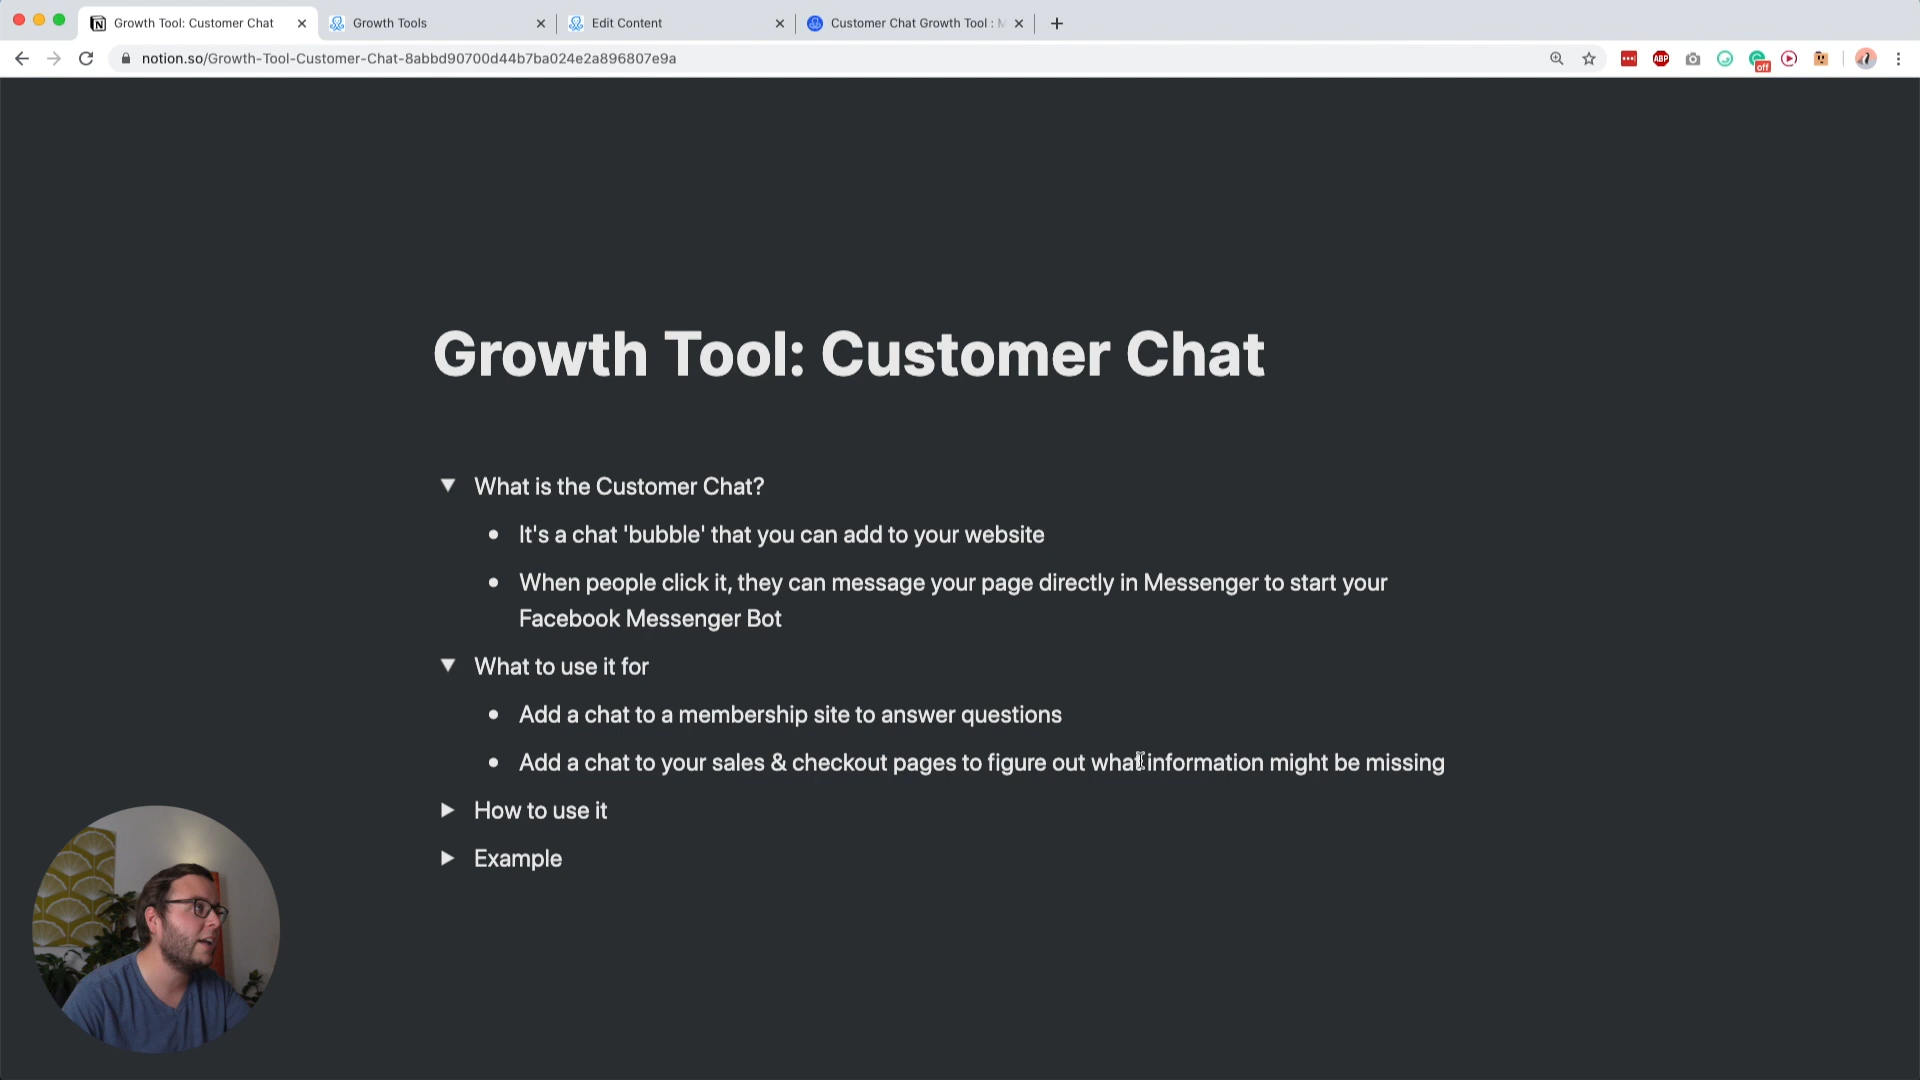 Growth Tool: Customer Chat
Growth Tools
Edit Content
Customer Chat Growth Tool : M
notion.so/Growth-Tool-Customer-Chat-8abbd90700d44b7ba024e2a896807e9a
ABP
off
Growth Tool: Customer Chat
What is the Customer Chat?
It's a chat 'bubble' that you can add to your website
When people click it, they can message your page directly in Messenger to start your
Facebook Messenger Bot
What to use it for
Add a chat to a membership site to answer questions
Add a chat to your sales & checkout pages to figure out what information might be missing
How to use it
Example